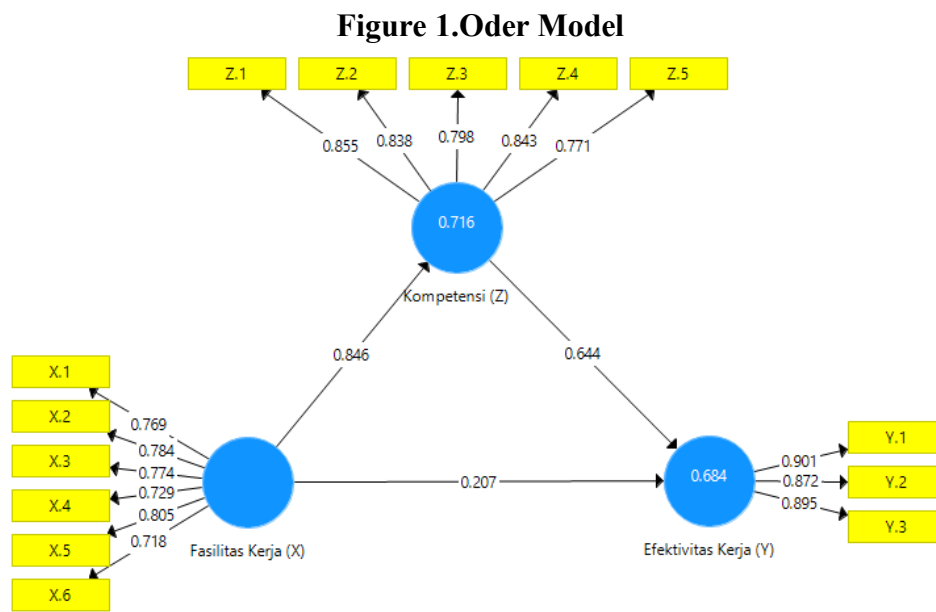 Figure 1.Oder Model
Z.1 Z.2 Z.3 Z.4 Z.5
0.855 0.838 0.798 0.843 0.771
0.716
Kompetensi (Z)
0.846 0.644
X.1
X.2
X.3
X.4
X.5
X.6
0.769
0.784
0.774
0.729
0.805
0.718
Fasilitas Kerja (X)
0.207
0.684
Efektivitas Kerja (Y)
0.901
0.872
0.895
Y.1
Y.2
Y.3